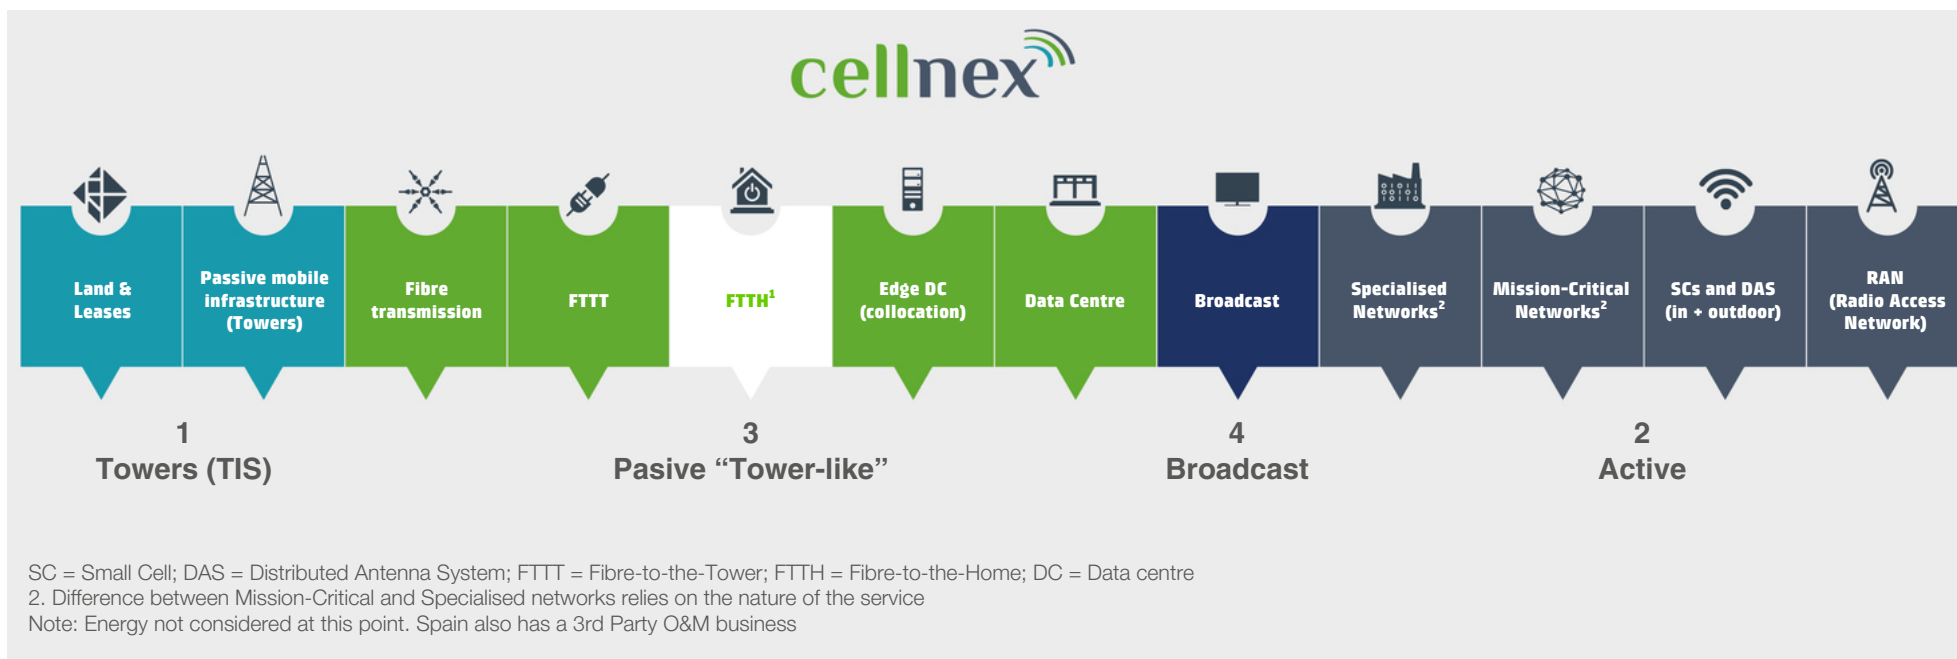 cellnex
Land &
Leases
Passive mobile
infrastructure
(Towers)
Fibre
transmission
FTTT
FTTH¹
Edge DC
(collocation)
Data Centre
Broadcast
01011
00101
10110
Specialised
Networks²
Mission-Critical
Networks²
SCs and DAS
(in + outdoor)
RAN
(Radio Access
Network)
1
Towers (TIS)
3
Pasive “Tower-like”
4
Broadcast
2
Active
SC = Small Cell; DAS = Distributed Antenna System; FTTT = Fibre-to-the-Tower; FTTH = Fibre-to-the-Home; DC = Data centre
2. Difference between Mission-Critical and Specialised networks relies on the nature of the service
Note: Energy not considered at this point. Spain also has a 3rd Party O&M business